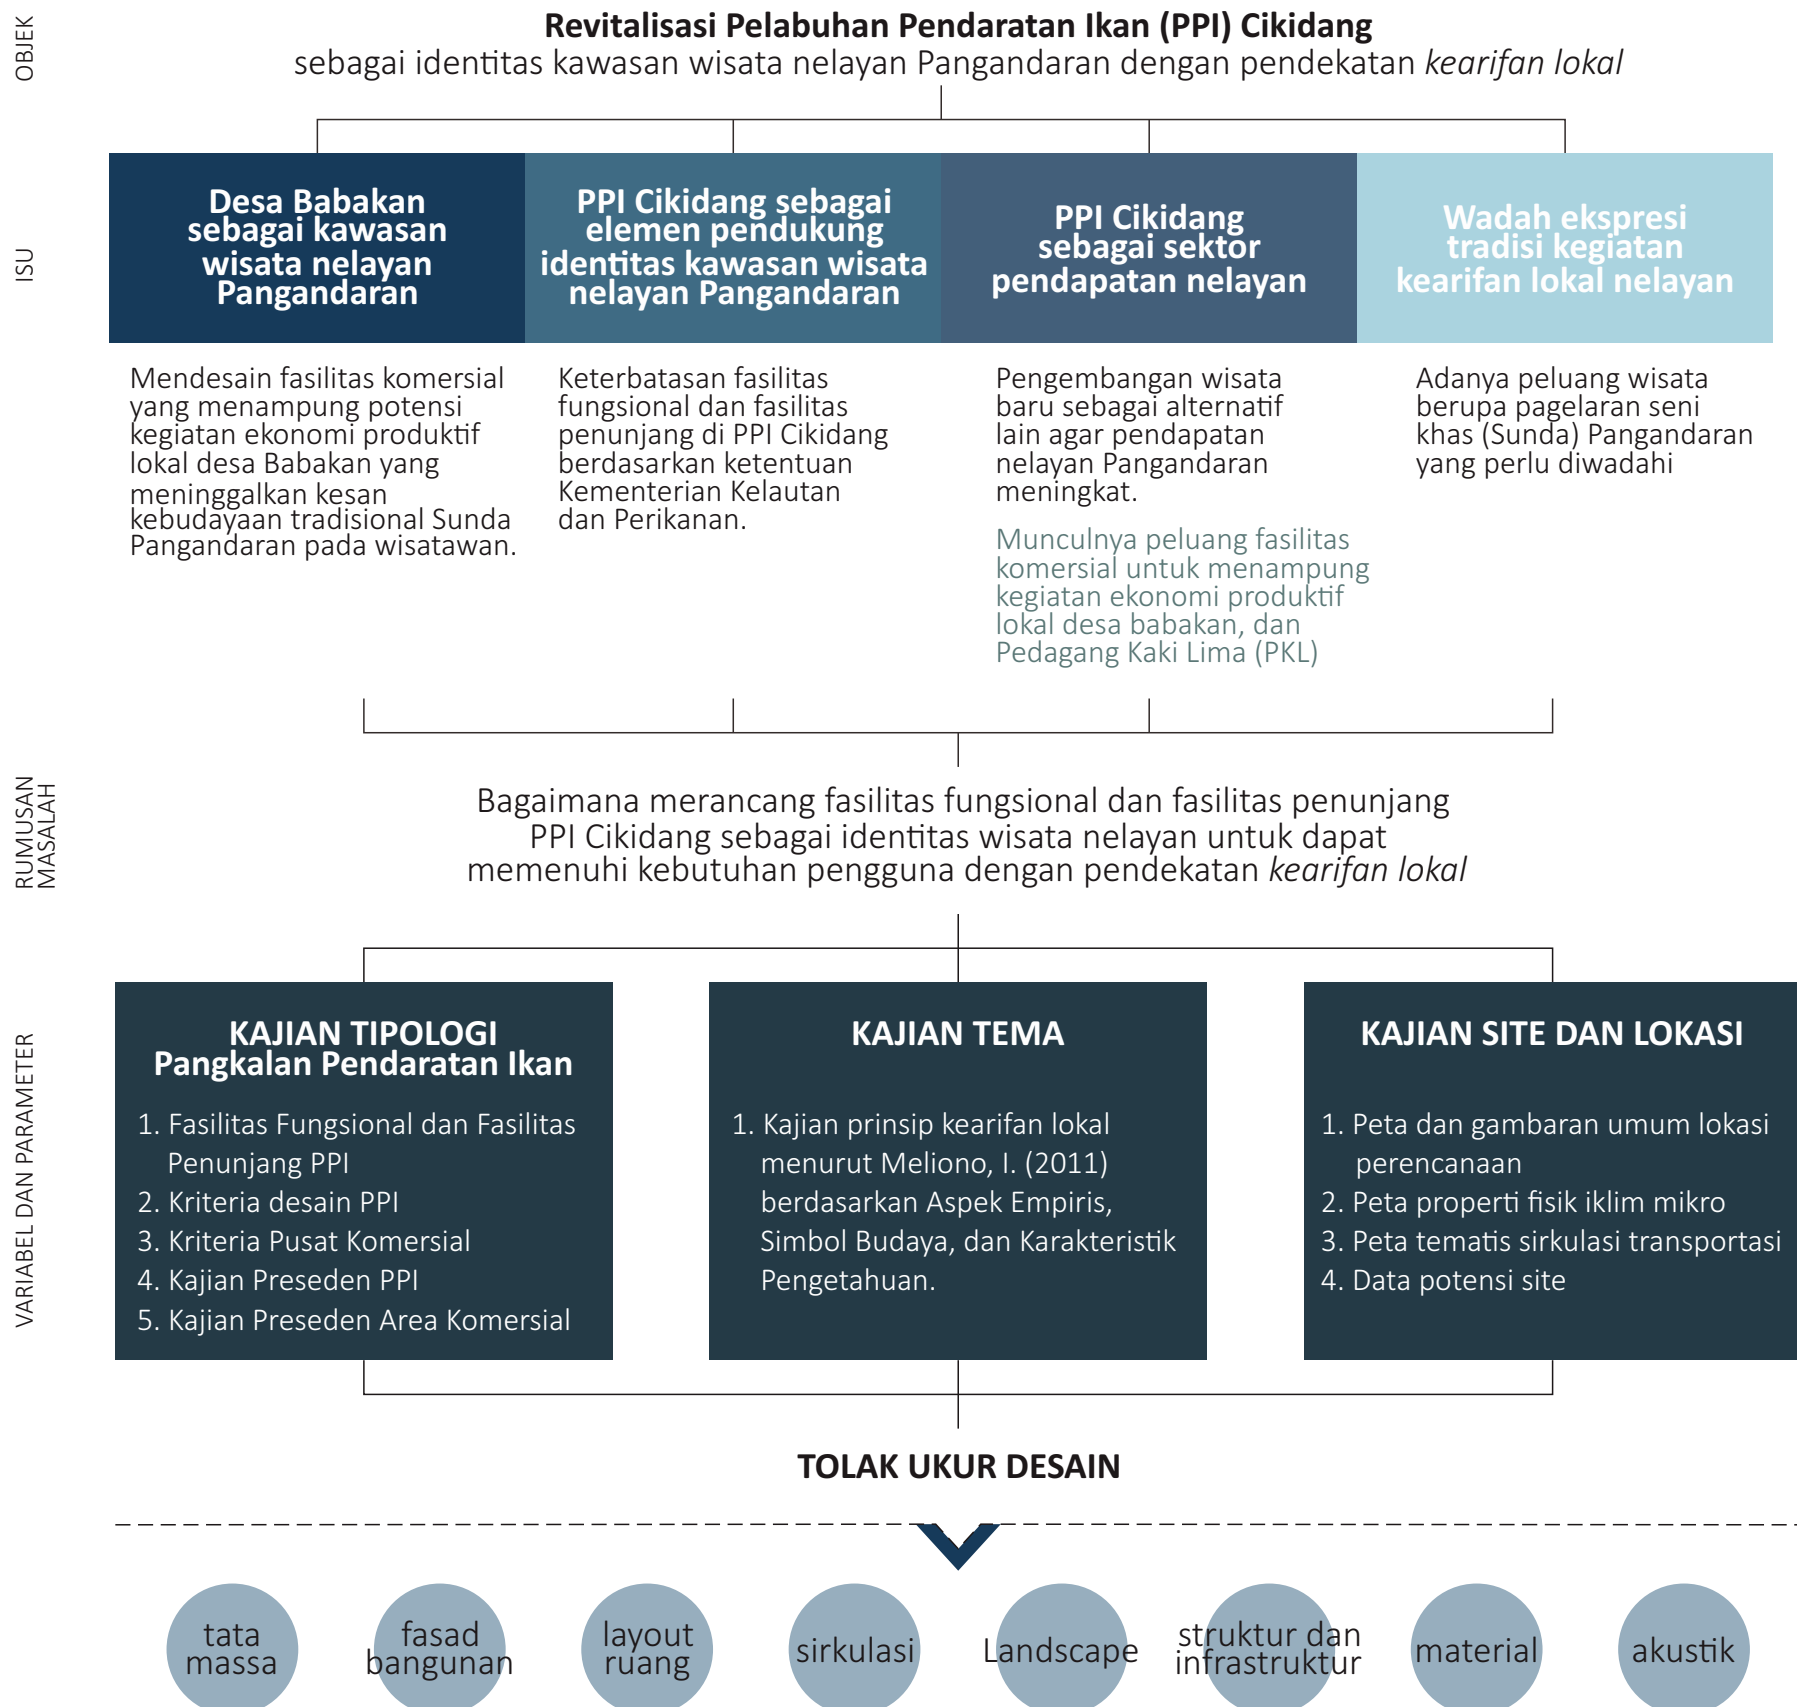 OBJEK
Revitalisasi Pelabuhan Pendaratan Ikan (PPI) Cikidang
sebagai identitas kawasan wisata nelayan Pangandaran dengan pendekatan kearifan lokal
ISU
Desa Babakan
sebagai kawasan
wisata nelayan
Pangandaran
PPI Cikidang sebagai
elemen pendukung
identitas kawasan wisata
nelayan Pangandaran
PPI Cikidang
sebagai sektor
pendapatan nelayan
Wadah ekspresi
tradisi kegiatan
kearifan lokal nelayan
Mendesain fasilitas komersial
yang menampung potensi
kegiatan ekonomi produktif
lokal desa Babakan yang
meninggalkan kesan
kebudayaan tradisional Sunda
Pangandaran pada wisatawan.
Keterbatasan fasilitas
fungsional dan fasilitas
penunjang di PPI Cikidang
berdasarkan ketentuan
Kementerian Kelautan
dan Perikanan.
Pengembangan wisata
baru sebagai alternatif
lain agar pendapatan
nelayan Pangandaran
meningkat.
Munculnya peluang fasilitas
komersial untuk menampung
kegiatan ekonomi produktif
lokal desa babakan, dan
Pedagang Kaki Lima (PKL)
Adanya peluang wisata
berupa pagelaran seni
khas (Sunda) Pangandaran
yang perlu diwadahi
RUMUSAN
MASALAH
Bagaimana merancang fasilitas fungsional dan fasilitas penunjang
PPI Cikidang sebagai identitas wisata nelayan untuk dapat
memenuhi kebutuhan pengguna dengan pendekatan kearifan lokal
VARIABEL DAN PARAMETER
KAJIAN TIPOLOGI
Pangkalan Pendaratan Ikan
1. Fasilitas Fungsional dan Fasilitas
Penunjang PPI
2. Kriteria desain PPI
3. Kriteria Pusat Komersial
4. Kajian Preseden PPI
5. Kajian Preseden Area Komersial
KAJIAN TEMA
1. Kajian prinsip kearifan lokal
menurut Meliono, I. (2011)
berdasarkan Aspek Empiris,
Simbol Budaya, dan Karakteristik
Pengetahuan.
KAJIAN SITE DAN LOKASI
1. Peta dan gambaran umum lokasi
perencanaan
2. Peta properti fisik iklim mikro
3. Peta tematis sirkulasi transportasi
4. Data potensi site
TOLAK UKUR DESAIN
tata
massa
fasad
bangunan
layout
ruang
sirkulasi
Landscape
struktur dan
infrastruktur
material
akustik